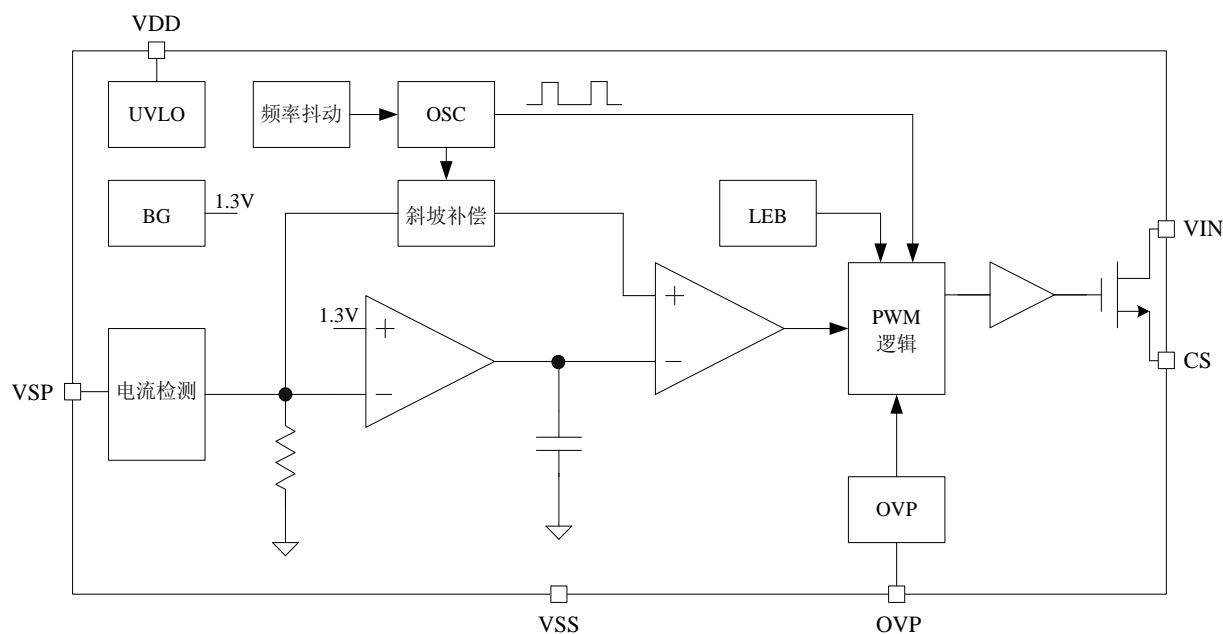 VDD
UVLO
频率抖动
OSC
BG
1.3V
斜坡补偿
LEB
VIN
1.3V
+
−
+
−
PWM
逻辑
CS
VSP
电流检测
OVP
VSS
OVP